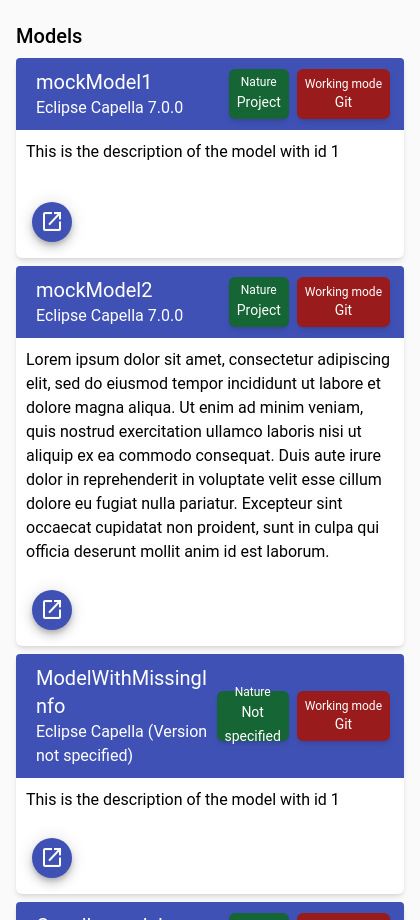 Models
mockModel1
Eclipse Capella 7.0.0
Nature
Project
Working mode
Git
This is the description of the model with id 1
mockModel2
Eclipse Capella 7.0.0
Nature
Project
Working mode
Git
Lorem ipsum dolor sit amet, consectetur adipiscing
elit, sed do eiusmod tempor incididunt ut labore et
dolore magna aliqua. Ut enim ad minim veniam,
quis nostrud exercitation ullamco laboris nisi ut
aliquip ex ea commodo consequat. Duis aute irure
dolor in reprehenderit in voluptate velit esse cillum
dolore eu fugiat nulla pariatur. Excepteur sint
occaecat cupidatat non proident, sunt in culpa qui
officia deserunt mollit anim id est laborum.
ModelWithMissingI
nfo
Eclipse Capella (Version
not specified)
Nature
Not
specified
Working mode
Git
This is the description of the model with id 1